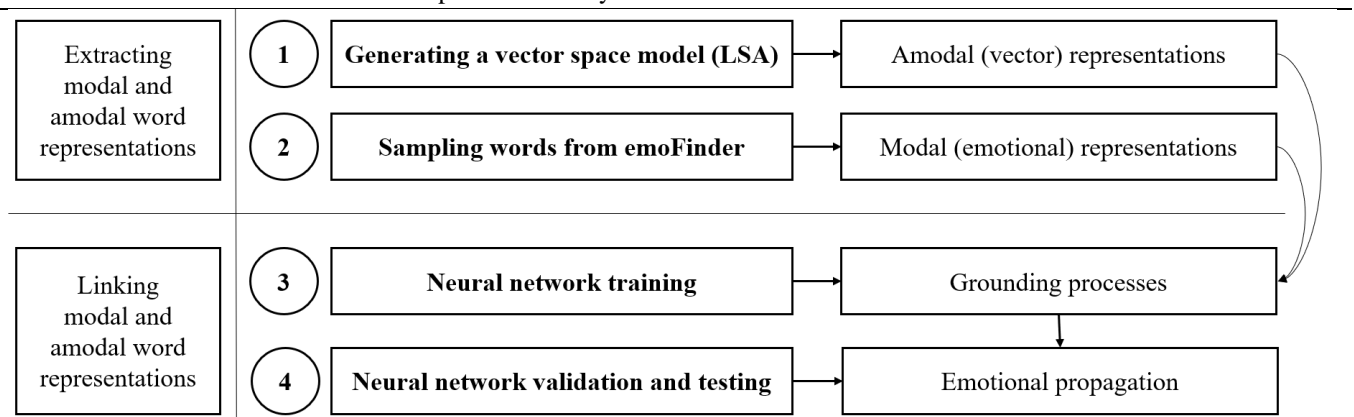 Extracting
modal and
amodal word
representations
1
Generating a vector space model (LSA)
Amodal (vector) representations
2
Sampling words from emoFinder
Modal (emotional) representations
Linking
modal and
amodal word
representations
3
Neural network training
Grounding processes
4
Neural network validation and testing
Emotional propagation